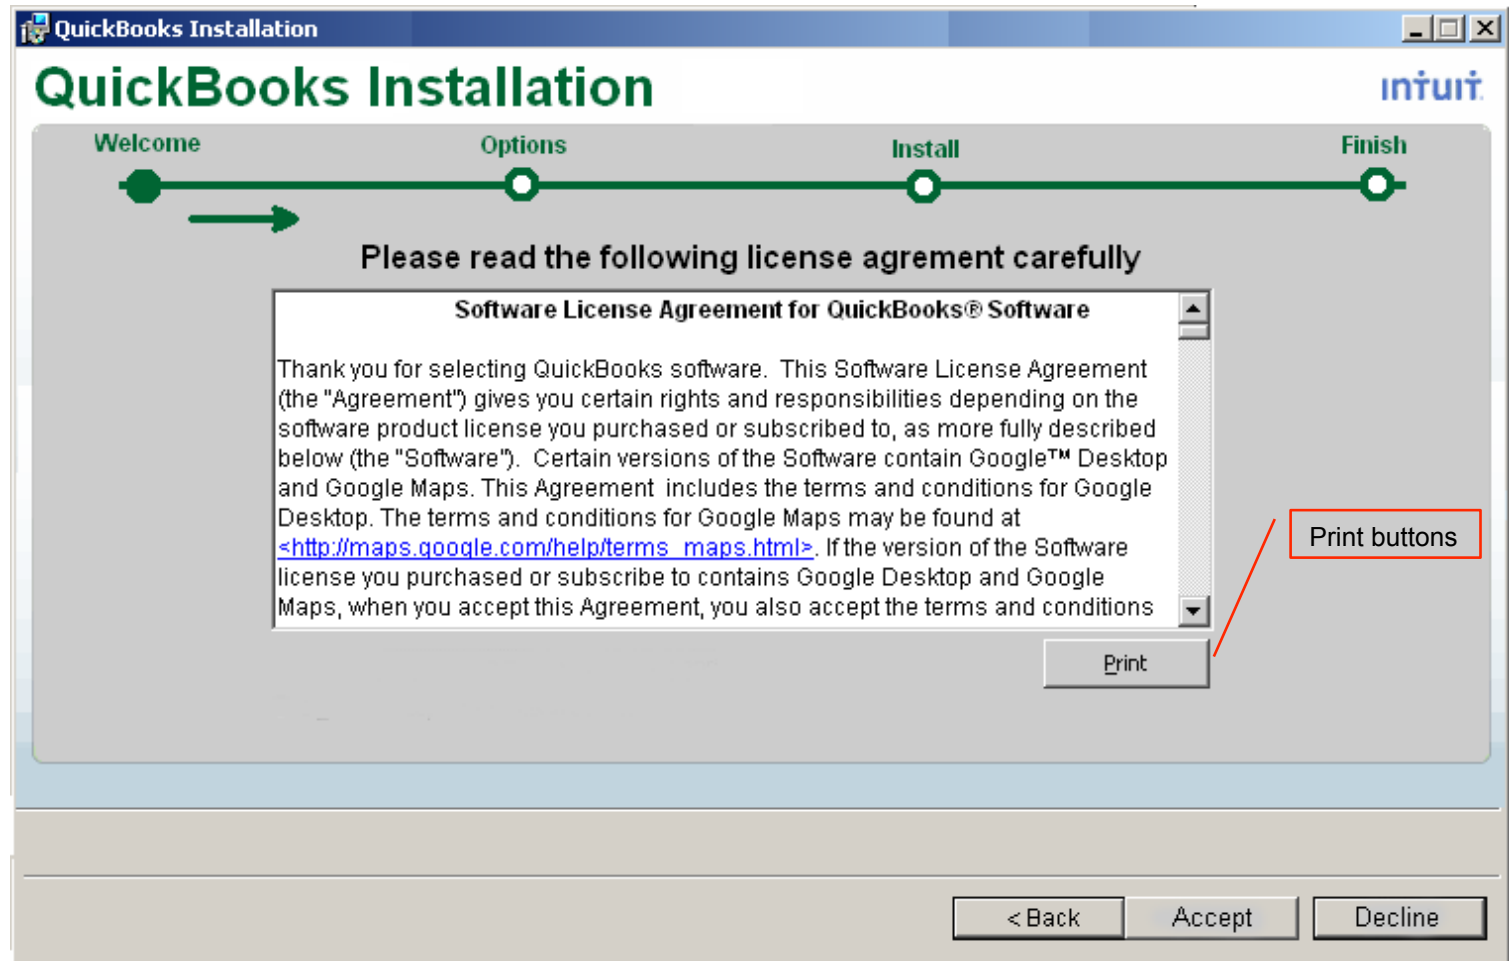 QuickBooks Installation
QuickBooks Installation
intuit.
Welcome
Options
Install
Finish
Please read the following license agrement carefully
Software License Agreement for QuickBooks® Software
Thank you for selecting QuickBooks software. This Software License Agreement
(the "Agreement") gives you certain rights and responsibilities depending on the
software product license you purchased or subscribed to, as more fully described
below (the "Software"). Certain versions of the Software contain Google™ Desktop
and Google Maps. This Agreement includes the terms and conditions for Google
Desktop. The terms and conditions for Google Maps may be found at
<http://maps.google.com/help/terms_maps.html>. If the version of the Software
license you purchased or subscribe to contains Google Desktop and Google
Maps, when you accept this Agreement, you also accept the terms and conditions
Print buttons
Print
< Back
Accept
Decline